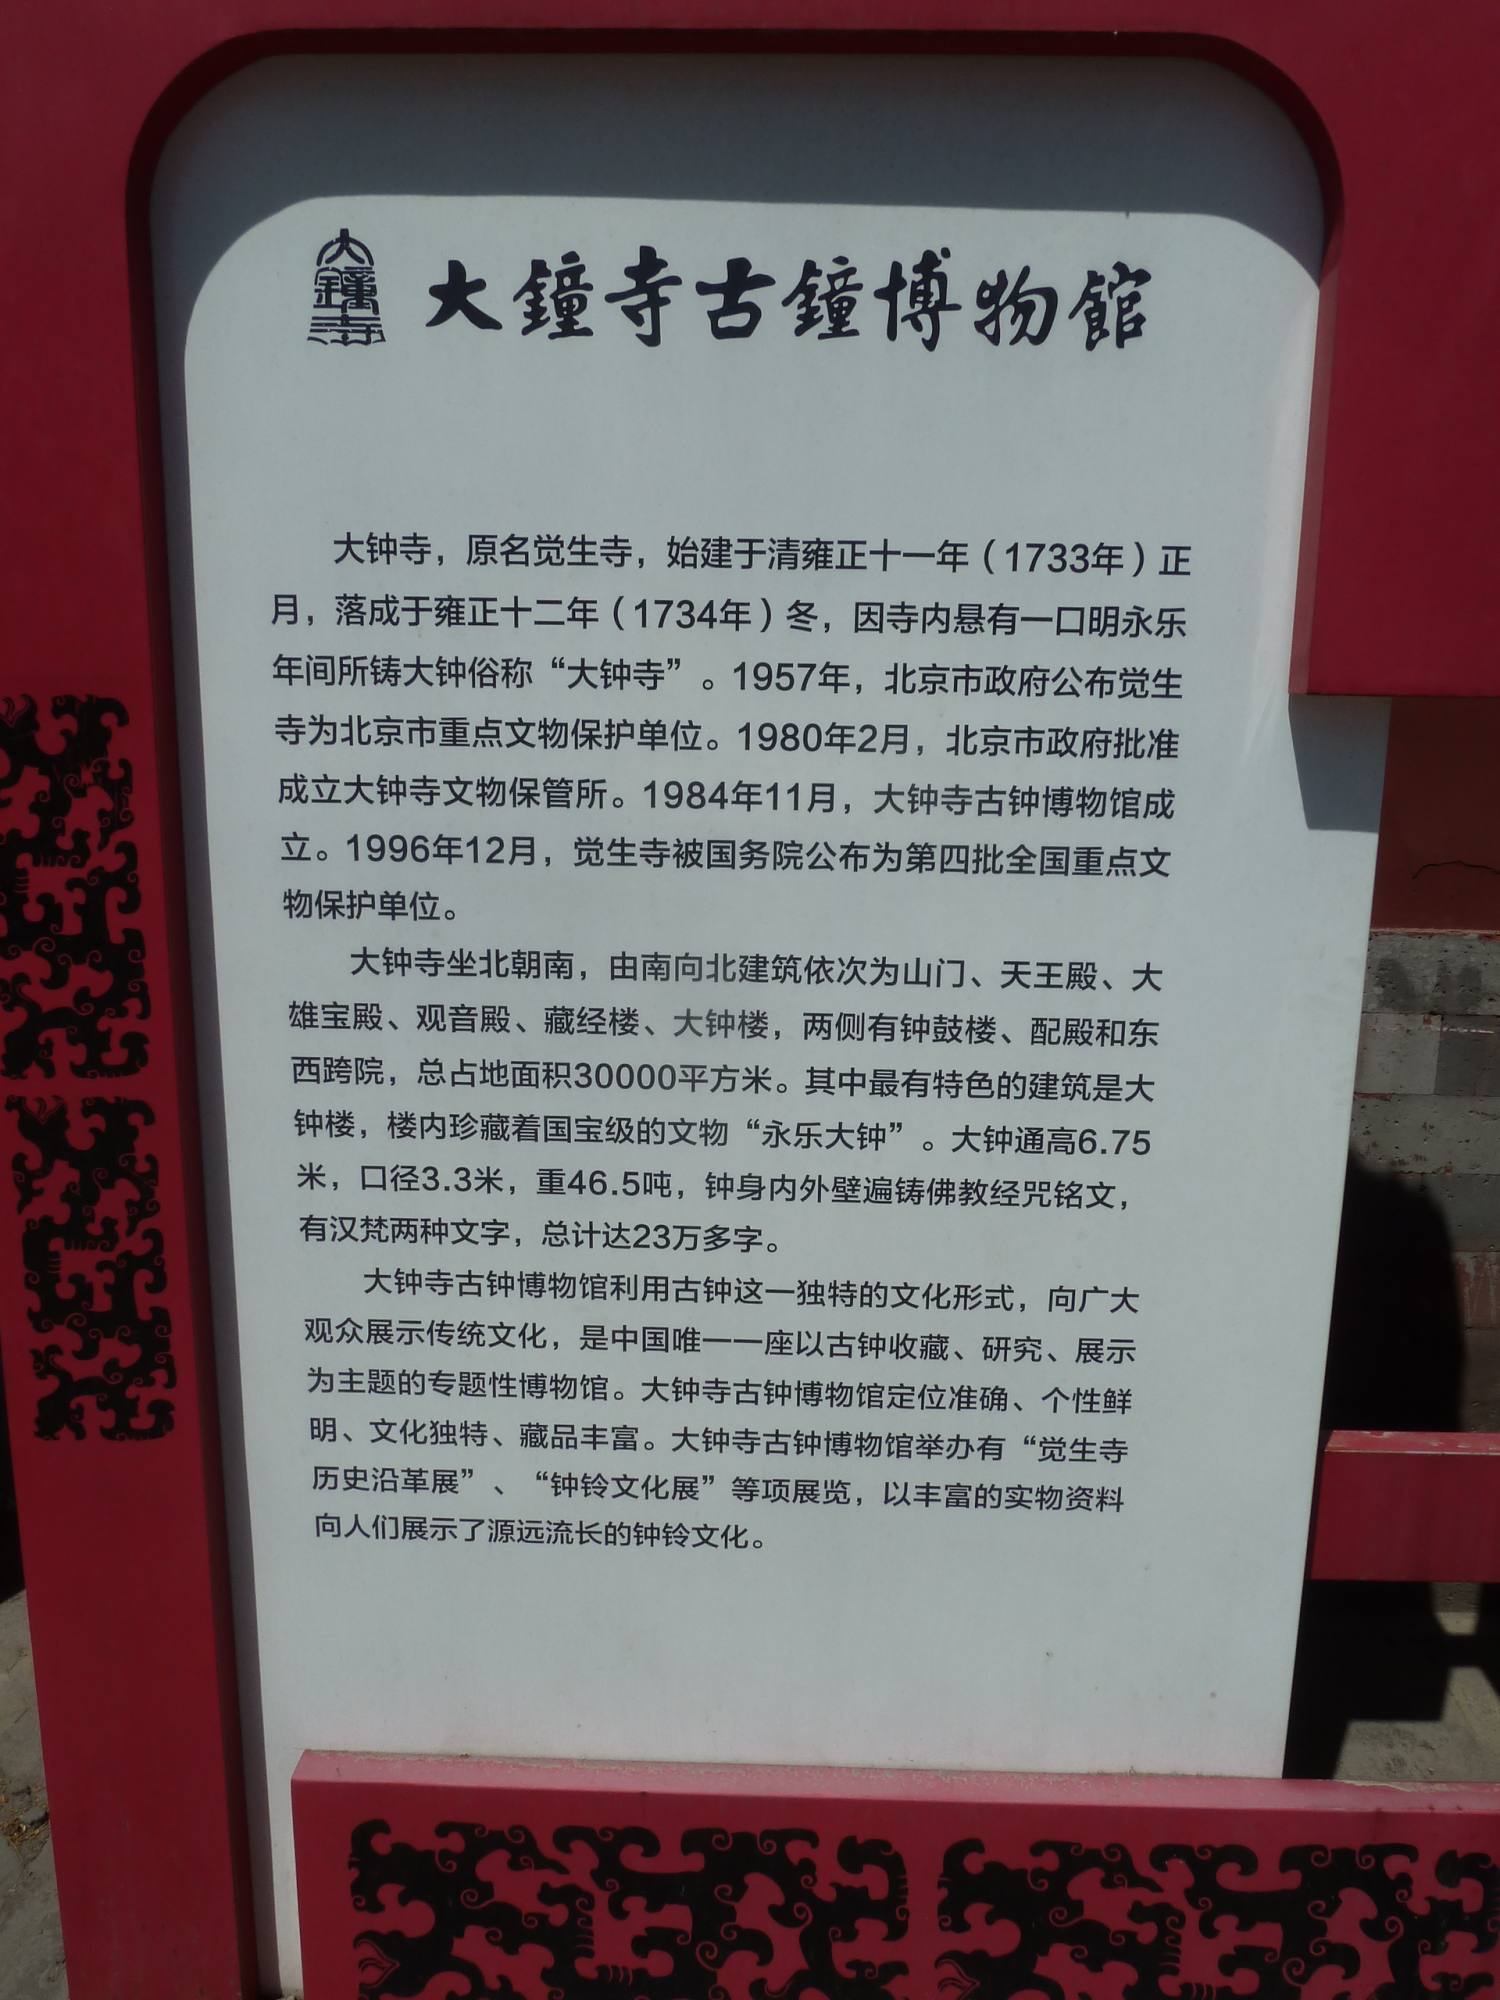 大鐘寺
大鐘寺古鐘博物館
大钟寺，原名觉生寺，始建于清雍正十一年（1733年）正
月，落成于雍正十二年（1734年）冬，因寺内悬有一口明永乐
年间所铸大钟俗称“大钟寺”。1957年，北京市政府公布觉生
寺为北京市重点文物保护单位。1980年2月，北京市政府批准
成立大钟寺文物保管所。1984年11月，大钟寺古钟博物馆成
立。1996年12月，觉生寺被国务院公布为第四批全国重点文
物保护单位。
大钟寺坐北朝南，由南向北建筑依次为山门、天王殿、大
雄宝殿、观音殿、藏经楼、大钟楼，两侧有钟鼓楼、配殿和东
西跨院，总占地面积30000平方米。其中最有特色的建筑是大
钟楼，楼内珍藏着国宝级的文物“永乐大钟”。大钟通高6.75
米，口径3.3米，重46.5吨，钟身内外壁遍铸佛教经咒铭文，
有汉梵两种文字，总计达23万多字。
大钟寺古钟博物馆利用古钟这一独特的文化形式，向广大
观众展示传统文化，是中国唯一一座以古钟收藏、研究、展示
为主题的专题性博物馆。大钟寺古钟博物馆定位准确、个性鲜
明、文化独特、藏品丰富。大钟寺古钟博物馆举办有“觉生寺
历史沿革展”、“钟铃文化展”等项展览，以丰富的实物资料
向人们展示了源远流长的钟铃文化。